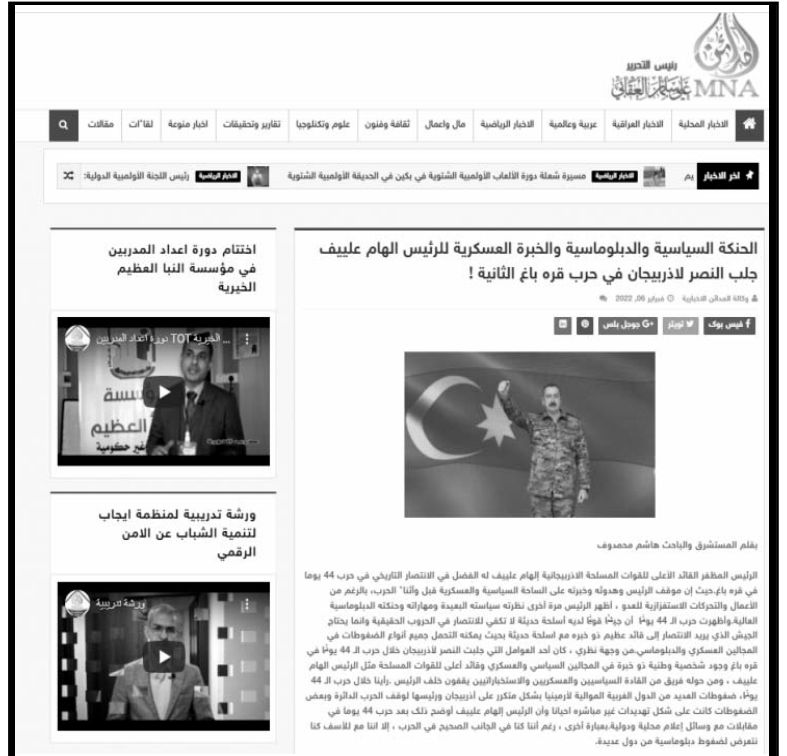 رئيس التحرير
MNA
الاخبار المحلية
الاخبار العراقية
عربية وعالمية
الاخبار الرياضية
مال واعمال
ثقافة وفنون
علوم وتكنلوجيا
تقارير وتحقيقات
اخبار منوعة
مقالات
اخر الاخبار
الاخبار الرياضية مسيرة شعلة دورة الألعاب الأولمبية الشتوية في بكين في الحديقة الأولمبية الشتوية
الاخبار الرياضية رئيس اللجنة الأولمبية الدولية:
الحنكة السياسية والدبلوماسية والخبرة العسكرية للرئيس الهام علييف
جلب النصر لاذربيجان في حرب قره باغ الثانية !
وكالة المدائن الاخبارية فبراير 06, 2022
فيس بوك
تويتر
جوجل بلس
بقلم المستشرق والباحث هاشم محمدوف
الرئيس المظفر القائد الأعلى للقوات المسلحة الاذربيجانية إلهام علييف له الفضل في الانتصار التاريخي في حرب 44 يوما
في قره باغ.حيث إن موقف الرئيس وهدوئه وخبرته على الساحة السياسية والعسكرية قبل وأثناء الحرب، بالرغم من
الأعمال والتحركات الاستفزازية للعدو ، أظهر الرئيس مرة أخرى نظرته سياسته البعيدة ومهاراته وحنكته الدبلوماسية
العالية.وأظهرت حرب الـ 44 يومًا أن جيشًا قويًا لديه أسلحة حديثة لا تكفي للانتصار في الحروب الحقيقية وانما يحتاج
الجيش الذي يريد الانتصار إلى قائد عظيم ذو خبره مع اسلحة حديثة بحيث يمكنه التحمل جميع أنواع الضغوطات في
المجالين العسكري والدبلوماسي.من وجهة نظري ، كان أحد العوامل التي جلبت النصر لأذربيجان خلال حرب الـ 44 يومًا في
قره باغ وجود شخصية وطنية ذو خبرة في المجالين السياسي والعسكري وقائد أعلى للقوات المسلحة مثل الرئيس الهام
علييف ، ومن حوله فريق من القادة السياسيين والعسكريين والاستخباراتيين يقفون خلف الرئيس .رأينا خلال حرب الـ 44
يومًا، ضغوطات العديد من الدول الغربية الموالية لأرمينيا بشكل متكرر على أذربيجان ورئيسها لوقف الحرب الدائرة وبعض
الضغوطات كانت على شكل تهديدات غير مباشره احيانا وأن الرئيس إلهام علييف أوضح ذلك بعد حرب 44 يوما في
مقابلات مع وسائل إعلام محلية ودولية.بعبارة أخرى ، رغم أننا كنا في الجانب الصحيح في الحرب ، إلا اننا مع للأسف كنا
نتعرض لضغوط دبلوماسية من دول عديدة.
اختتام دورة اعداد المدربين
في مؤسسة النبا العظيم
الخيرية
دورة اعداد المدربين TOT الخيرية ...
العظيم
غير حكومية
ورشة تدريبية لمنظمة ايجاب
لتنمية الشباب عن الامن
الرقمي
ورشة تدريبية